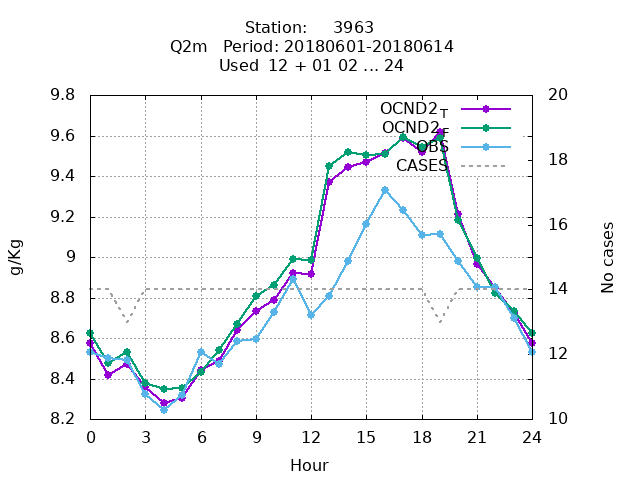 Station: 3963
Q2m Period: 20180601-20180614
Used 12 + 01 02 ... 24
9.8
9.6
9.4
9.2
9
8.8
8.6
8.4
8.2
g/Kg
20
18
16
14
12
10
No cases
OCND2T
OCND2F
OBS
CASES
0 3 6 9 12 15 18 21 24
Hour